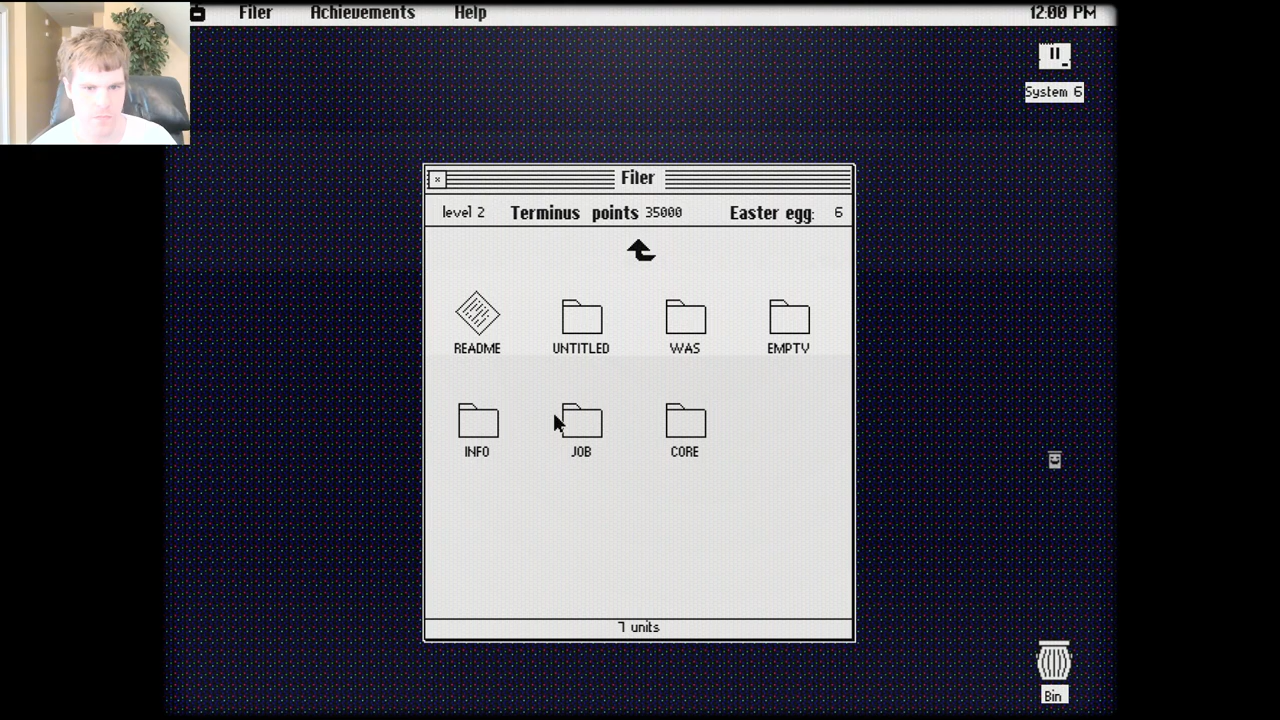 Filer Achievements Help 12:00 PM
System 6
Filer
level 2 Terminus points 35000 Easter egg: 6
README UNTITLED WAS EMPTY
INFO JOB CORE
7 units
Bin